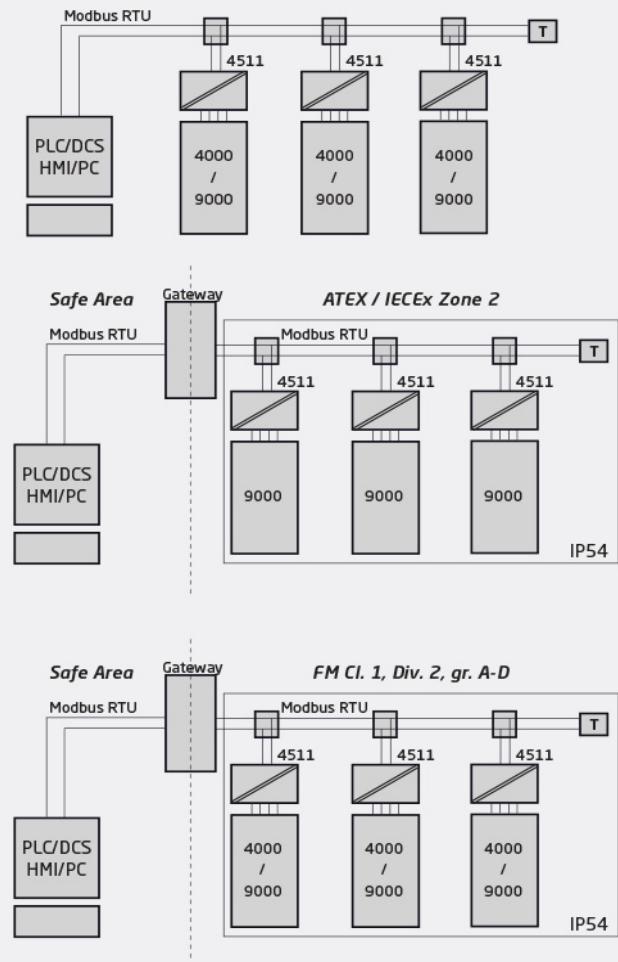 Modbus RTU
T
4511 4511 4511
PLC/DCS
HMI/PC
4000 4000 4000
/ / /
9000 9000 9000
Safe Area Gateway ATEX / IECEx Zone 2
Modbus RTU Modbus RTU
T
4511 4511 4511
PLC/DCS
HMI/PC
9000 9000 9000
IP54
Safe Area Gateway FM Cl. 1, Div. 2, gr. A-D
Modbus RTU Modbus RTU
T
4511 4511 4511
PLC/DCS
HMI/PC
4000 4000 4000
/ / /
9000 9000 9000
IP54